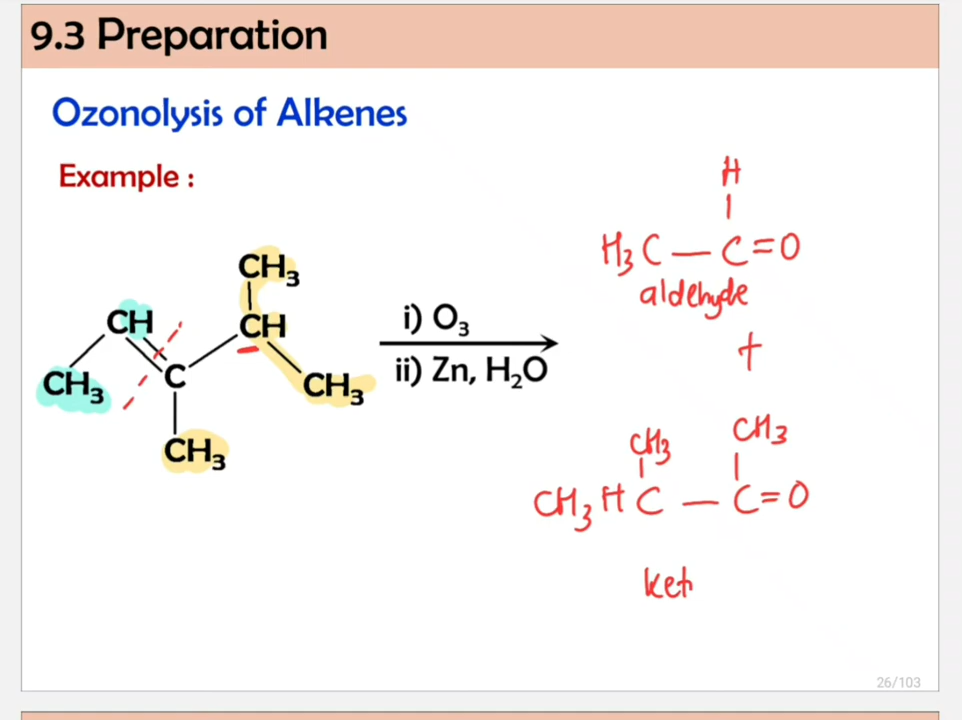 9.3 Preparation
Ozonolysis of Alkenes
Example :
CH₃
CH
CH
CH₃
C
CH₃
CH₃
i) O₃
ii) Zn, H₂O
H
H₃C — C=O
aldehyde
+
CH₃ CH₃
CH₃HC — C=O
ket
26/103